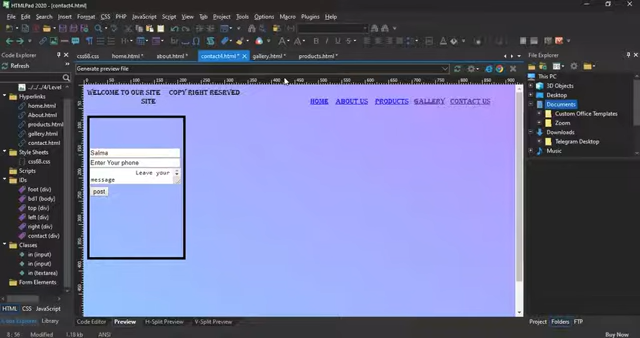 HTMLPad 2020 - [contact4.html]
File Edit Search Insert Format CSS PHP JavaScript Script View Project Tools Options Macro Plugins Help
Code Explorer
css68.css home.html * about.html * contact4.html * gallery.html * products.html *
File Explorer
Refresh
Generate preview file
This PC
3D Objects
Desktop
Documents
Custom Office Templates
Zoom
Downloads
Telegram Desktop
Music
../../../4/Level
Hyperlinks
home.html
About.html
products.html
gallery.html
contact.html
Style Sheets
css68.css
Scripts
IDs
foot (div)
bd1 (body)
top (div)
left (div)
right (div)
contact (div)
Classes
in (input)
in (input)
in (textarea)
Form Elements
WELCOME TO OUR SITE COPY RIGHT RESRVED
SITE
HOME ABOUT US PRODUCTS GALLERY CONTACT US
Salma
Enter Your phone
Leave your
message
post
HTML CSS JavaScript
Library
Code Editor Preview H-Split Preview V-Split Preview
Project Folders FTP
8 : 56 Modified 1.18 kb ANSI
Buy Now